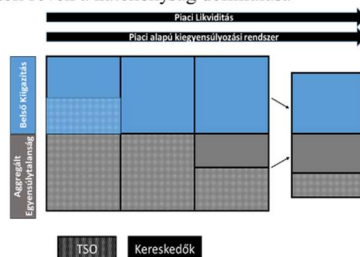 Piaci Likviditás
Piaci alapú kiegyensúlyozási rendszer
Belső Kiigazítás
Aggregált
Egyensúlytalanság
TSO
Kereskedők